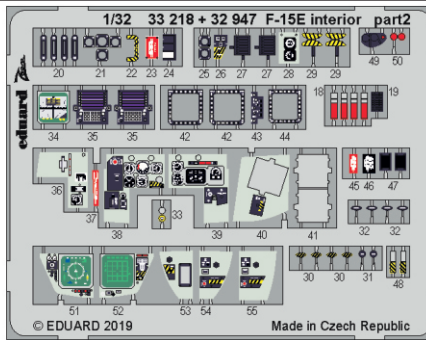 1/32 33 218 + 32 947 F-15E interior part2
eduard
20 21 22 23 24 25 26 27 27 28 29 29 49 50
34 35 35 42 42 43 44 18 19
36 37 38 33 39 40 41 45 46 47
32 32
51 52 53 54 55 30 30 30 31 48
© EDUARD 2019 Made in Czech Republic